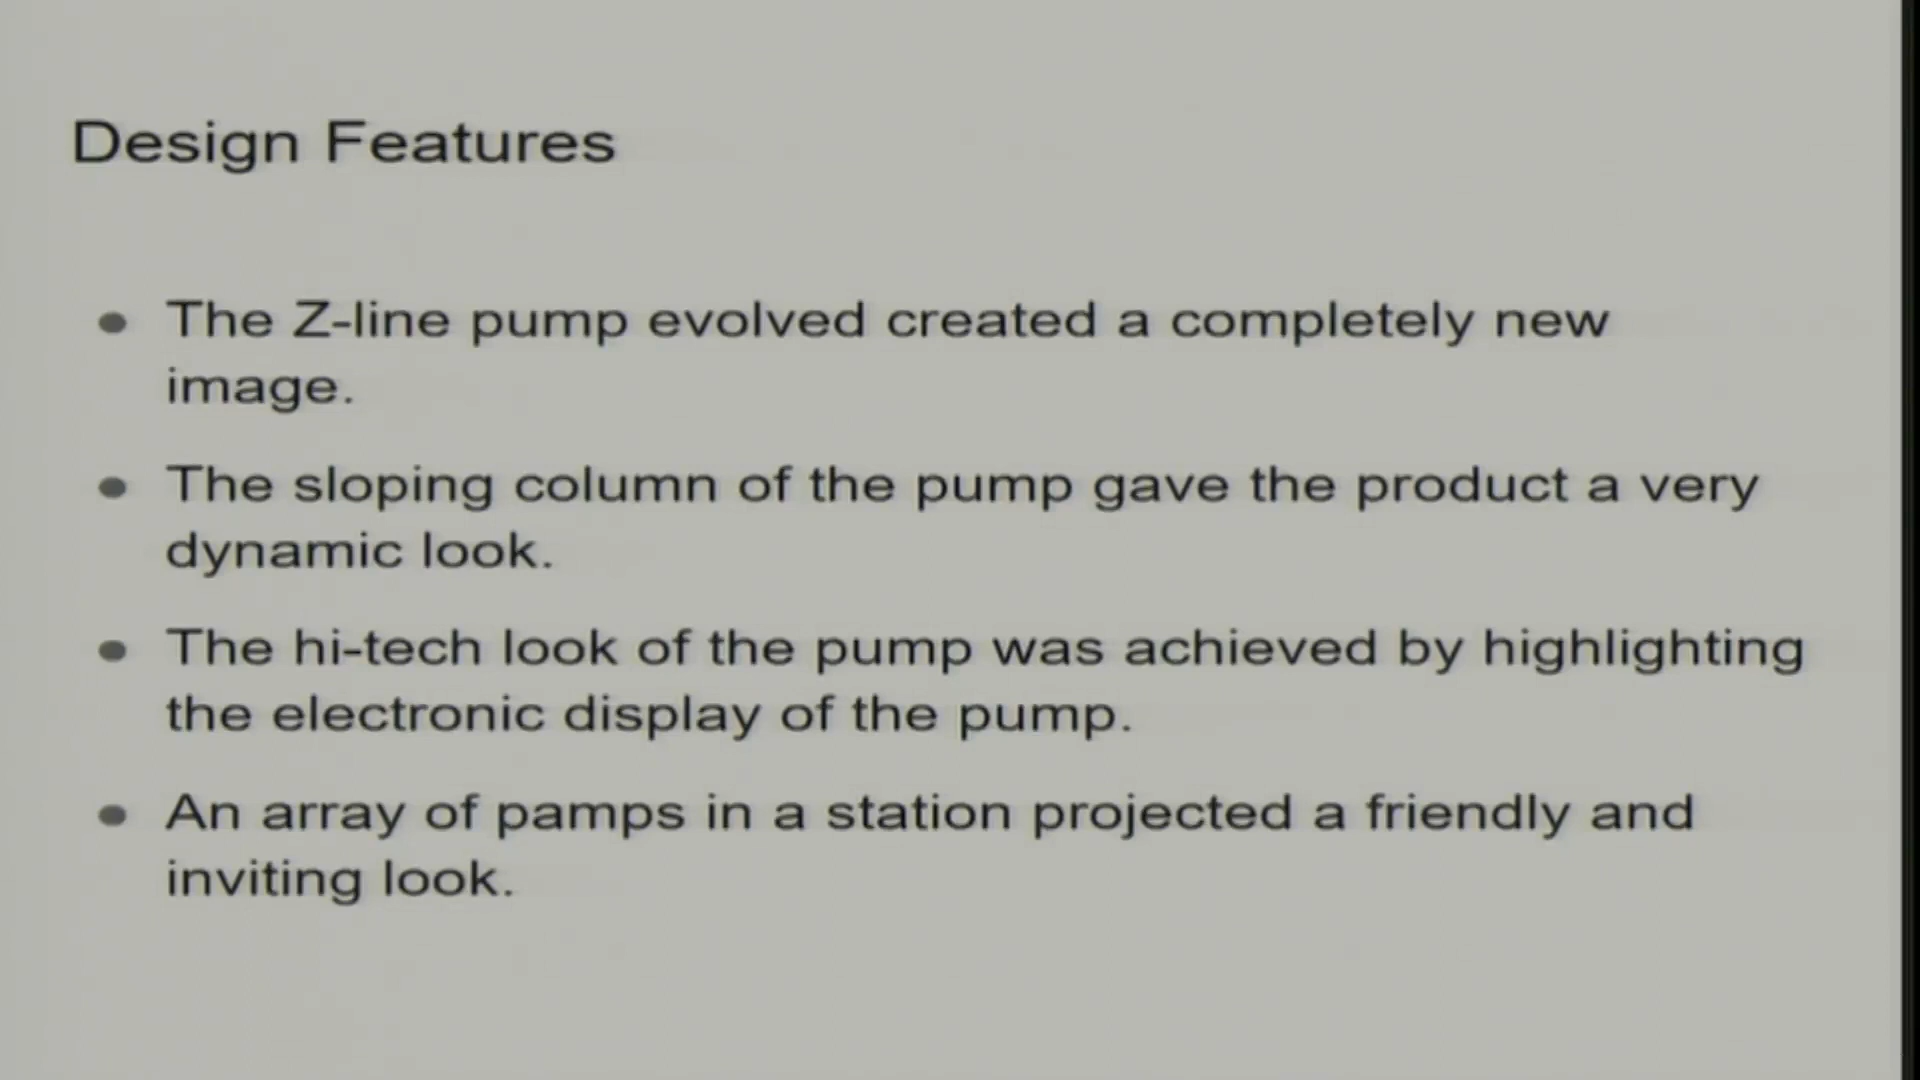 Design Features
• The Z-line pump evolved created a completely new
image.
• The sloping column of the pump gave the product a very
dynamic look.
• The hi-tech look of the pump was achieved by highlighting
the electronic display of the pump.
• An array of pamps in a station projected a friendly and
inviting look.